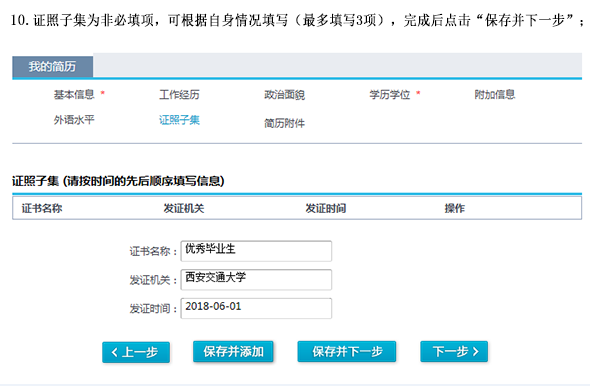 10.证照子集为非必填项，可根据自身情况填写（最多填写3项），完成后点击“保存并下一步”；
我的简历
基本信息 * 工作经历 政治面貌 学历学位 * 附加信息
外语水平 证照子集 简历附件
证照子集 (请按时间的先后顺序填写信息)
证书名称 发证机关 发证时间 操作
证书名称： 优秀毕业生
发证机关： 西安交通大学
发证时间： 2018-06-01
上一步 保存并添加 保存并下一步 下一步